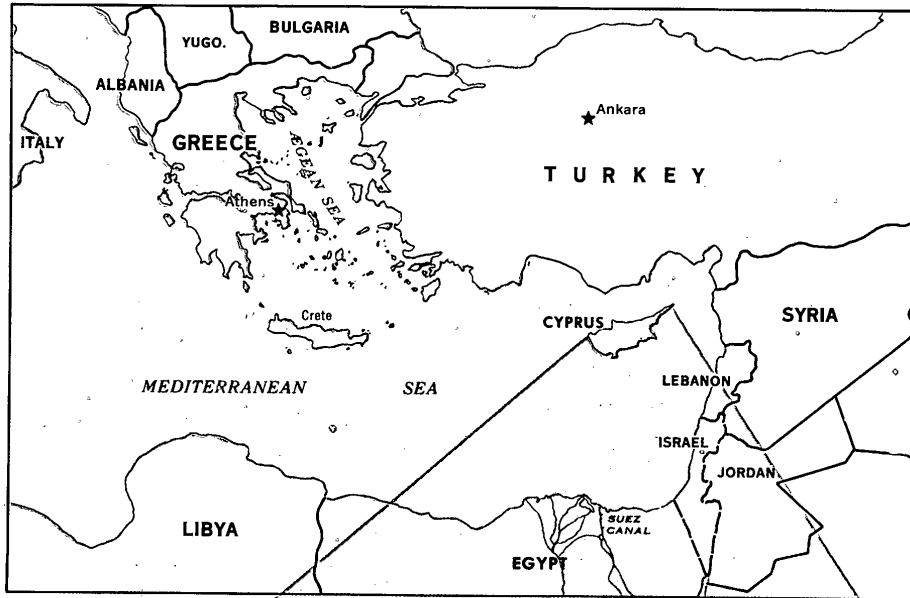 BULGARIA
YUGO.
ALBANIA
ITALY
GREECE
ÆGEAN SEA
Ankara
TURKEY
Athens
Crete
CYPRUS
SYRIA
MEDITERRANEAN SEA
LEBANON
ISRAEL
JORDAN
LIBYA
SUEZ
CANAL
EGYPT